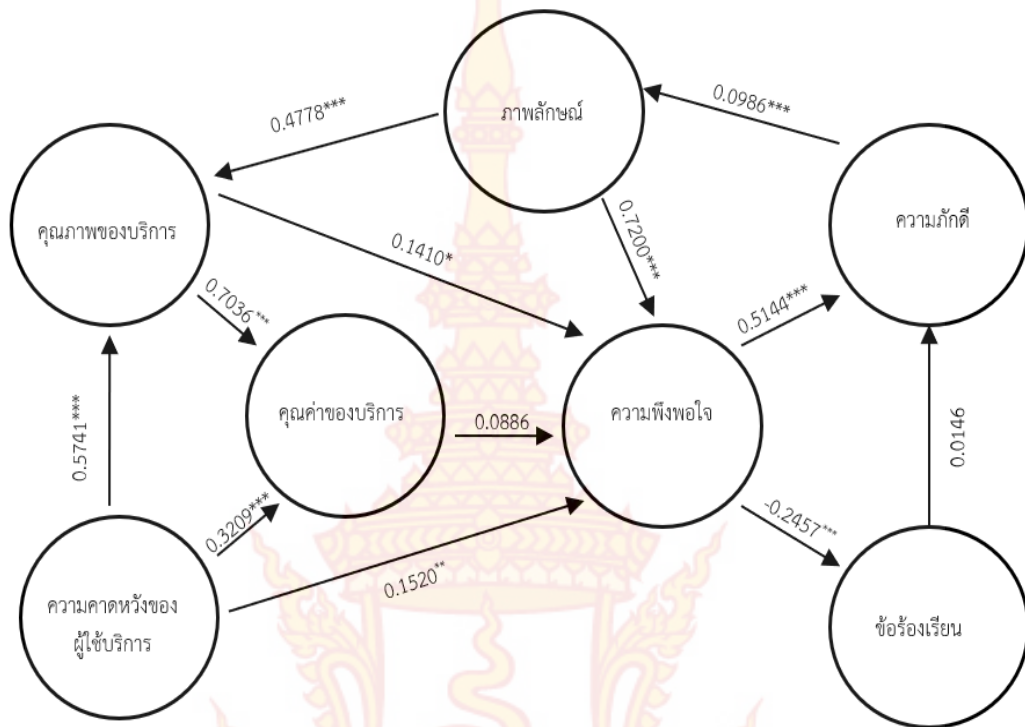 ภาพลักษณ์
0.4778***
0.0986***
คุณภาพของบริการ
ความภักดี
0.1410*
0.7200***
0.7036***
0.5144***
คุณค่าของบริการ
0.0886
ความพึงพอใจ
0.5741***
0.0146
0.3209***
0.1520**
-0.2457***
ความคาดหวังของ
ผู้ใช้บริการ
ข้อร้องเรียน